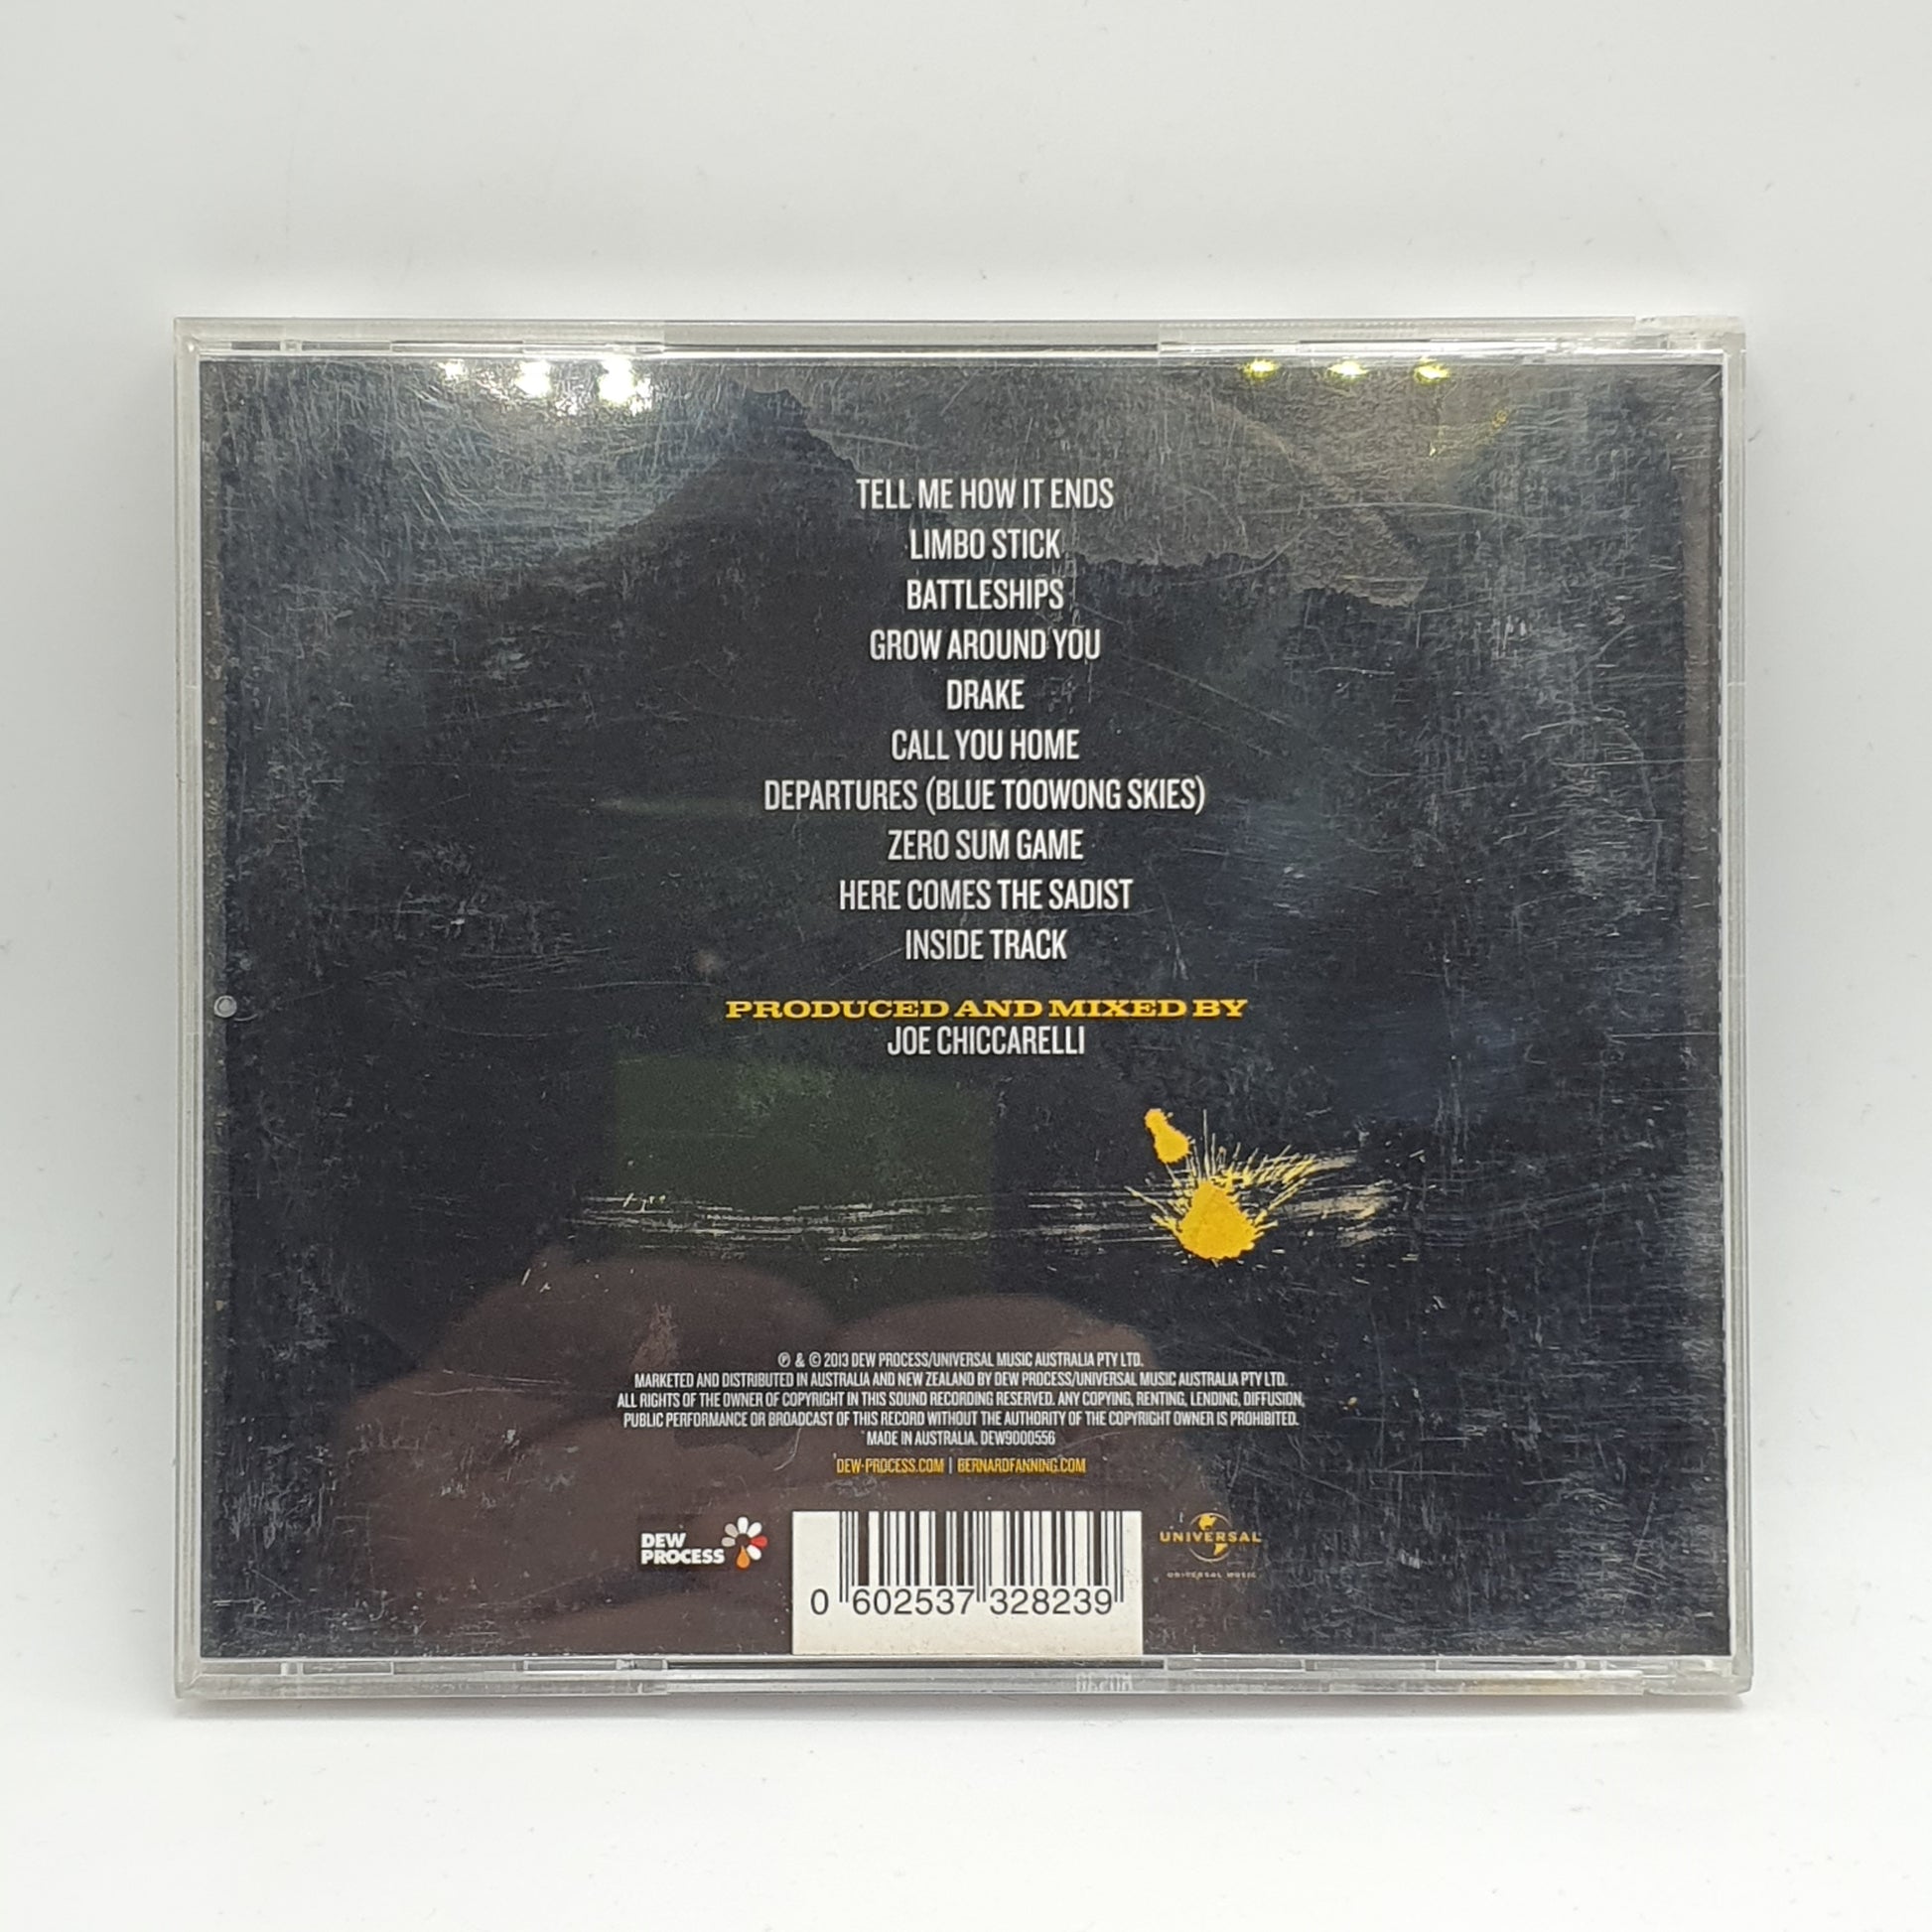 TELL ME HOW IT ENDS
LIMBO STICK
BATTLESHIPS
GROW AROUND YOU
DRAKE
CALL YOU HOME
DEPARTURES (BLUE TOOWONG SKIES)
ZERO SUM GAME
HERE COMES THE SADIST
INSIDE TRACK
PRODUCED AND MIXED BY
JOE CHICCARELLI
℗ & © 2013 DEW PROCESS/UNIVERSAL MUSIC AUSTRALIA PTY LTD.
MARKETED AND DISTRIBUTED IN AUSTRALIA AND NEW ZEALAND BY DEW PROCESS/UNIVERSAL MUSIC AUSTRALIA PTY LTD.
ALL RIGHTS OF THE OWNER OF COPYRIGHT IN THIS SOUND RECORDING RESERVED. ANY COPYING, RENTING, LENDING, DIFFUSION,
PUBLIC PERFORMANCE OR BROADCAST OF THIS RECORD WITHOUT THE AUTHORITY OF THE COPYRIGHT OWNER IS PROHIBITED.
MADE IN AUSTRALIA. DEW9000556
DEW-PROCESS.COM | BERNARDFANNING.COM
DEW
PROCESS
0 602537 328239
UNIVERSAL
UNIVERSAL MUSIC